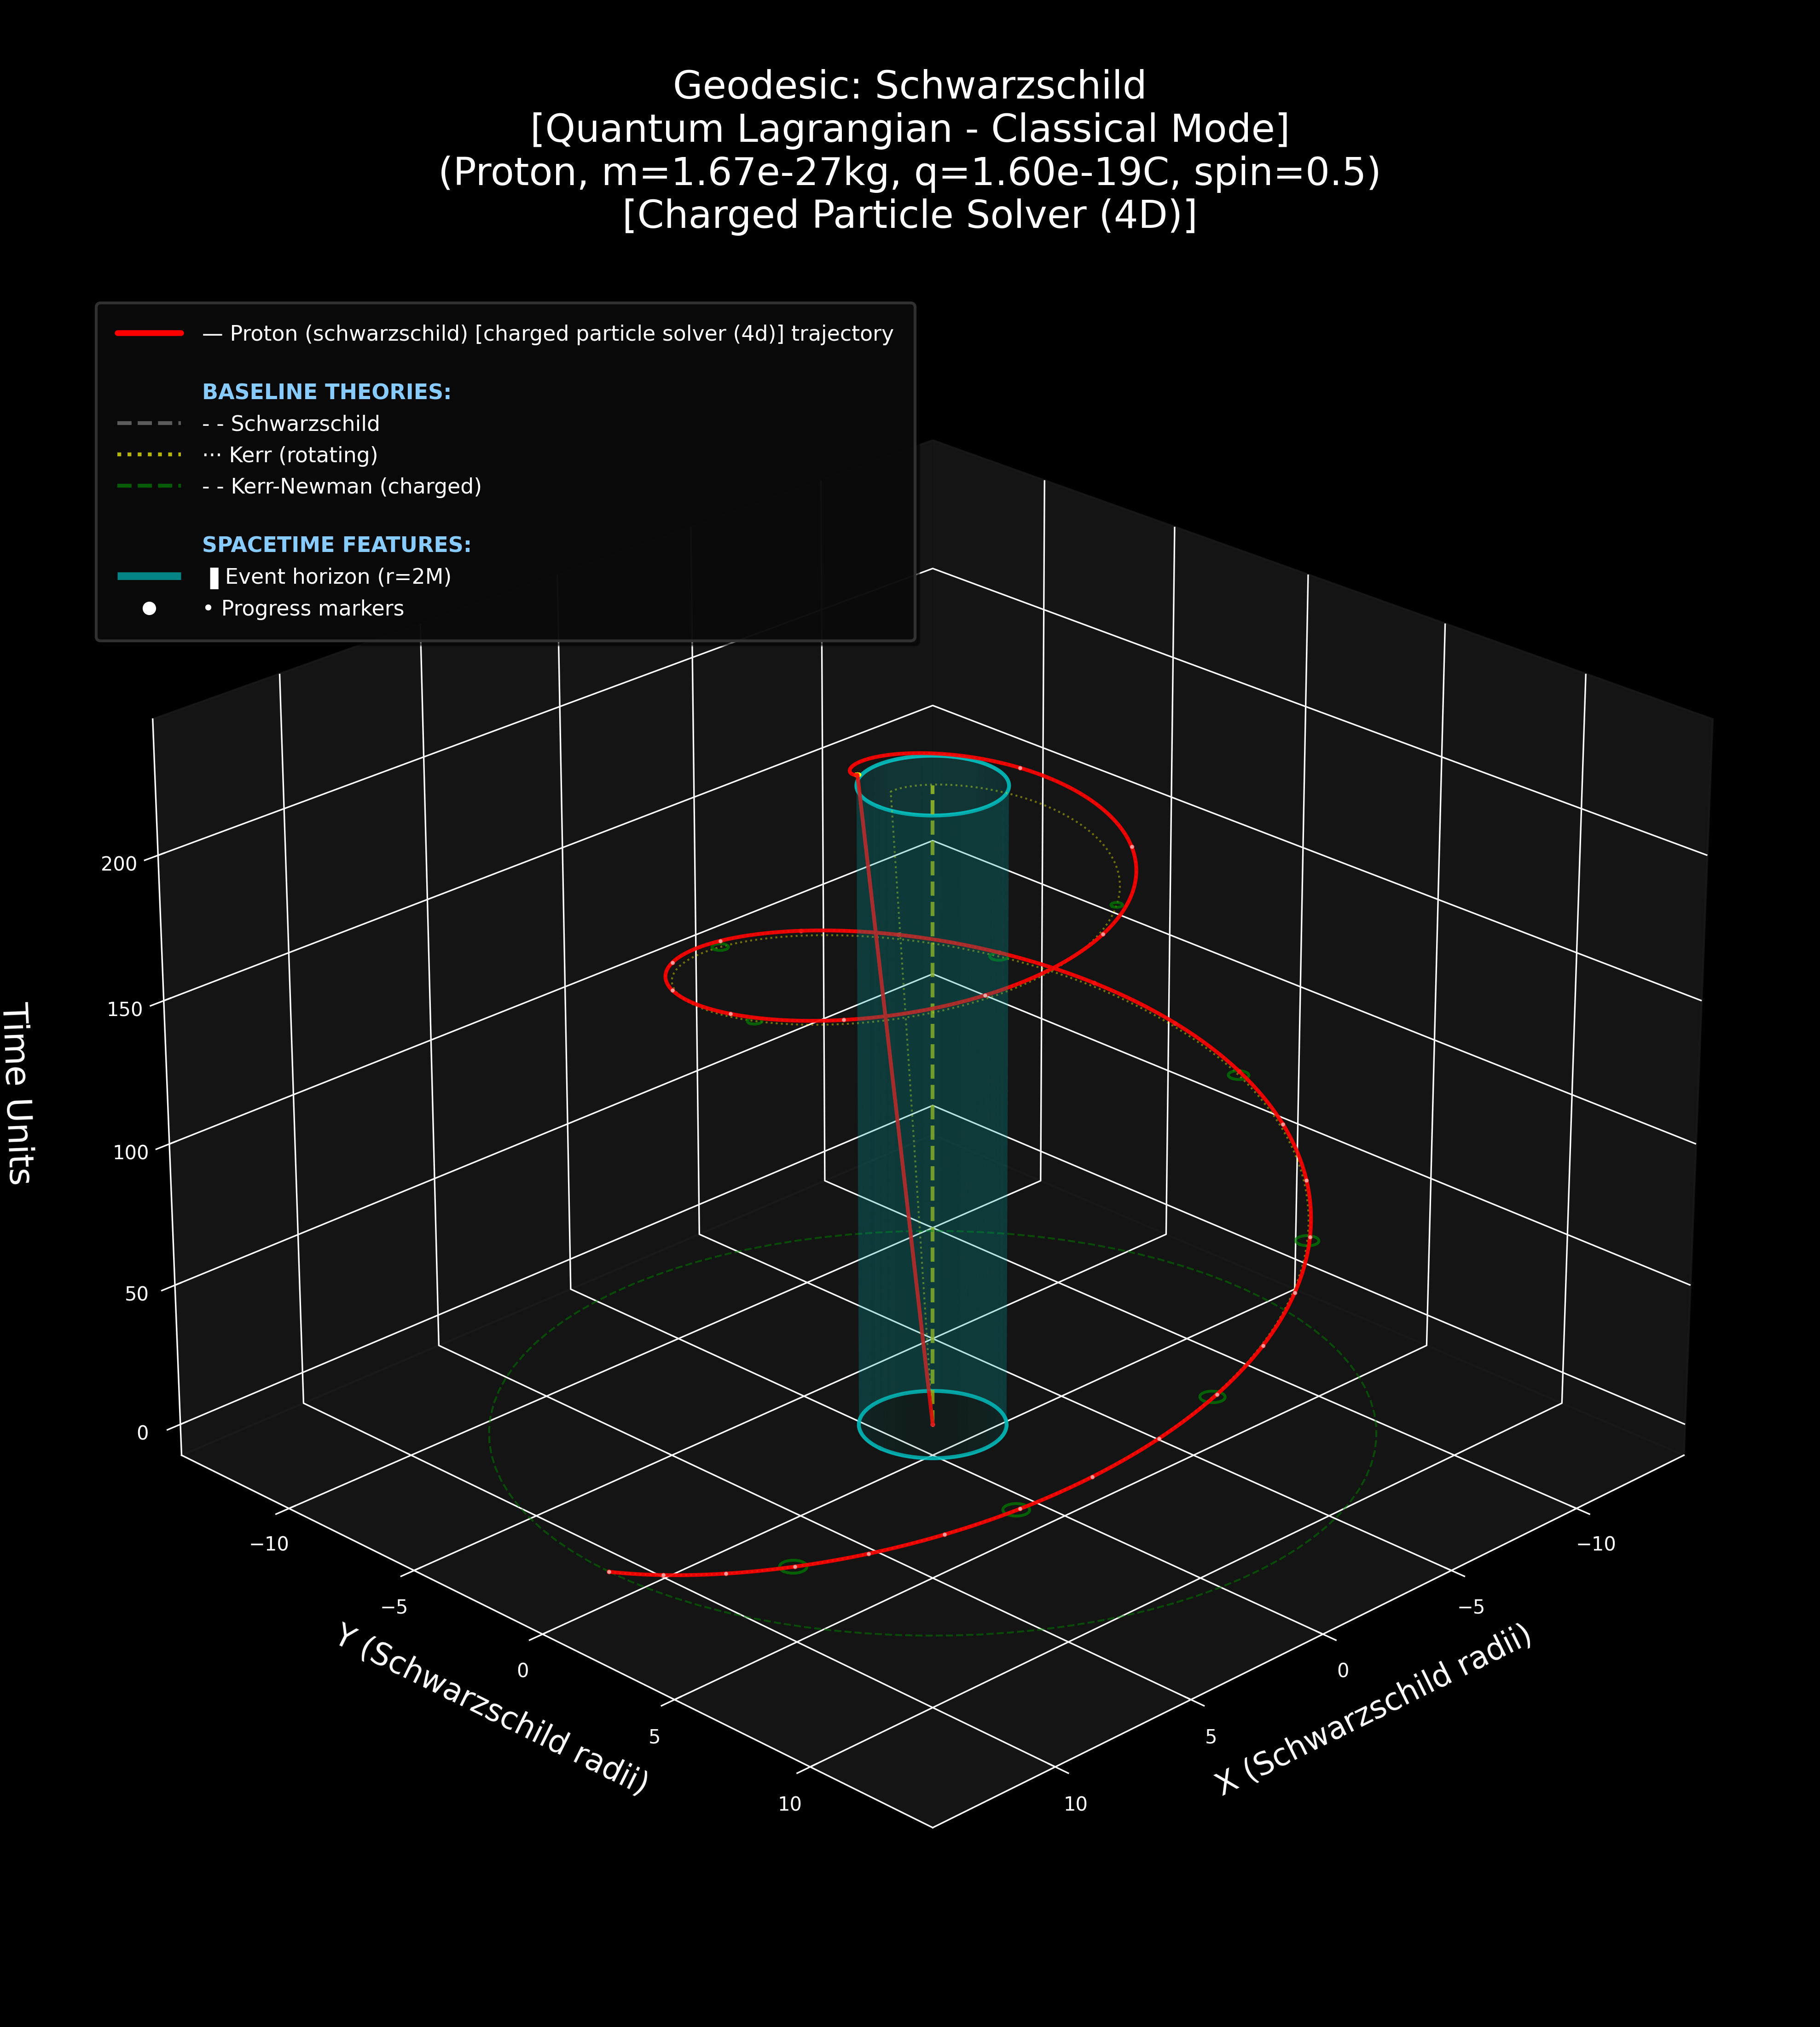 Geodesic: Schwarzschild
[Quantum Lagrangian - Classical Mode]
(Proton, m=1.67e-27kg, q=1.60e-19C, spin=0.5)
[Charged Particle Solver (4D)]
— Proton (schwarzschild) [charged particle solver (4d)] trajectory
BASELINE THEORIES:
- - Schwarzschild
··· Kerr (rotating)
- - Kerr-Newman (charged)
SPACETIME FEATURES:
▌Event horizon (r=2M)
• Progress markers
200
150
100
50
0
Time Units
−10
−5
0
5
10
Y (Schwarzschild radii)
−10
−5
0
5
10
X (Schwarzschild radii)